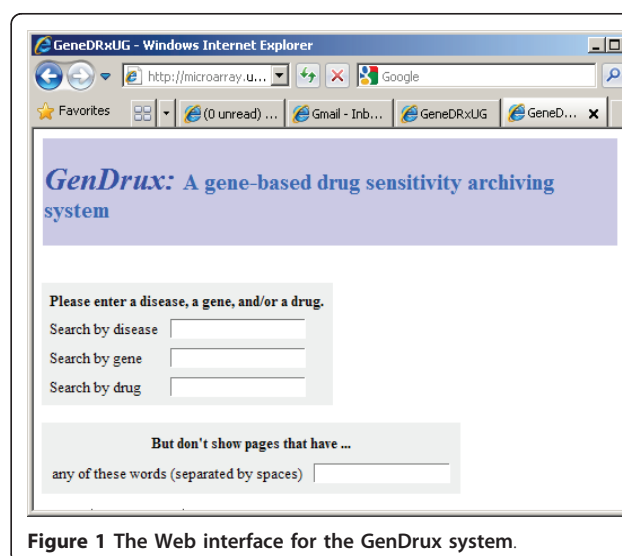 GeneDRxUG - Windows Internet Explorer
http://microarray.u... Google
Favorites (0 unread) ... Gmail - Inb... GeneDRxUG GeneD...
GenDrux: A gene-based drug sensitivity archiving
system
Please enter a disease, a gene, and/or a drug.
Search by disease
Search by gene
Search by drug
But don't show pages that have ...
any of these words (separated by spaces)
Figure 1 The Web interface for the GenDrux system.